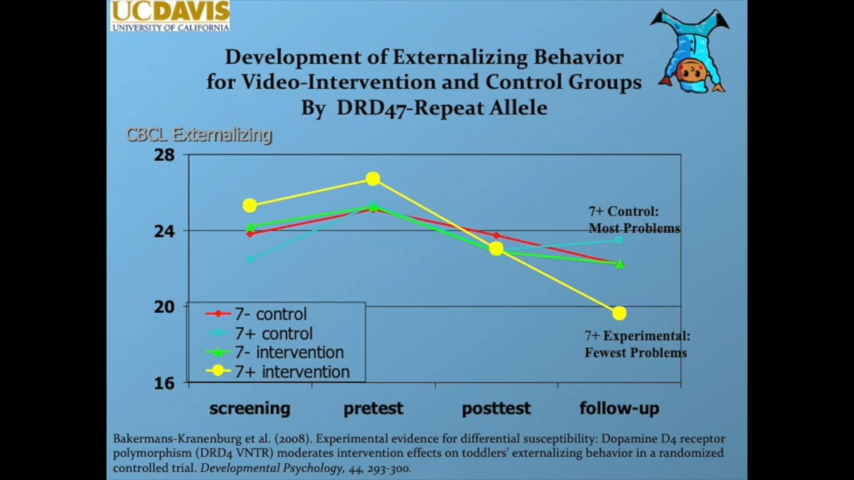 UCDAVIS
UNIVERSITY OF CALIFORNIA
Development of Externalizing Behavior
for Video-Intervention and Control Groups
By DRD47-Repeat Allele
CBCL Externalizing
28
24
20
16
7+ Control:
Most Problems
7- control
7+ control
7- intervention
7+ intervention
7+ Experimental:
Fewest Problems
screening pretest posttest follow-up
Bakermans-Kranenburg et al. (2008). Experimental evidence for differential susceptibility: Dopamine D4 receptor
polymorphism (DRD4 VNTR) moderates intervention effects on toddlers' externalizing behavior in a randomized
controlled trial. Developmental Psychology, 44, 293-300.